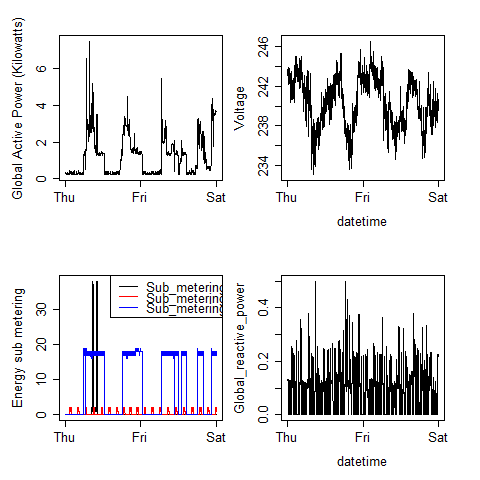 Global Active Power (Kilowatts)
0 2 4 6
Thu Fri Sat
Voltage
234 238 242 246
Thu Fri Sat
datetime
Energy sub metering
0 10 20 30
Sub_metering
Sub_metering
Sub_metering
Thu Fri Sat
Global_reactive_power
0.0 0.2 0.4
Thu Fri Sat
datetime